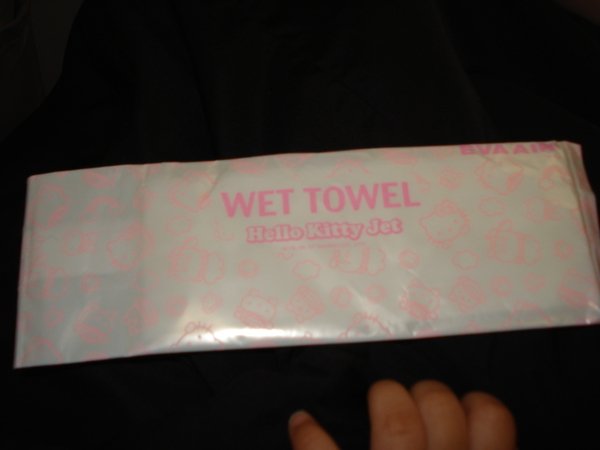 EVA AIR
WET TOWEL
Hello Kitty Jet